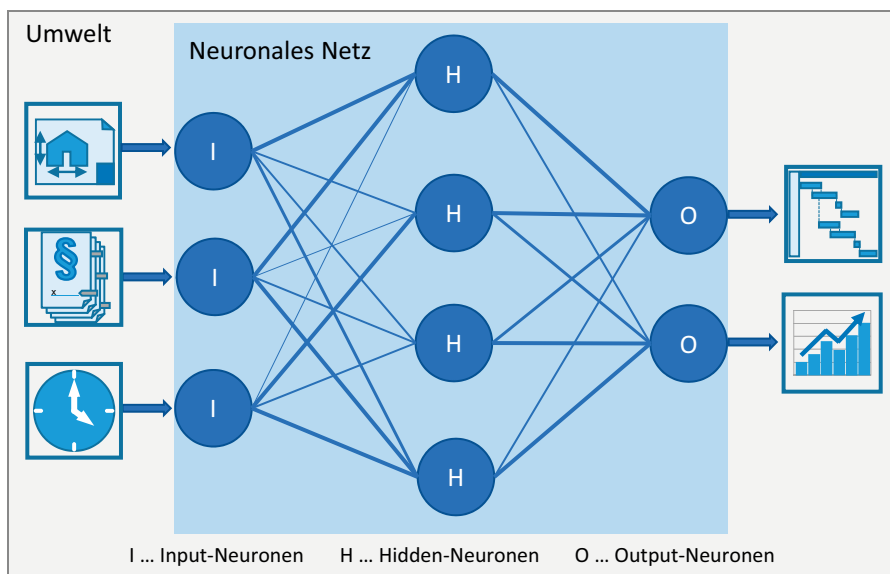 Umwelt
Neuronales Netz
H
I
H
O
§
x
I
H
O
I
H
I ... Input-Neuronen H ... Hidden-Neuronen O ... Output-Neuronen